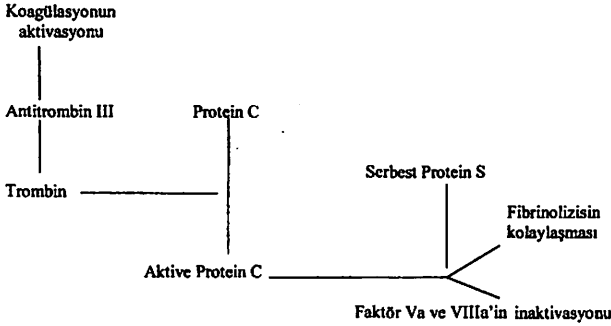 Koagülasyonun
aktivasyonu
Antitrombin III
Protein C
Serbest Protein S
Trombin
Fibrinolizisin
kolaylaşması
Aktive Protein C
Faktör Va ve VIIIa'in inaktivasyonu